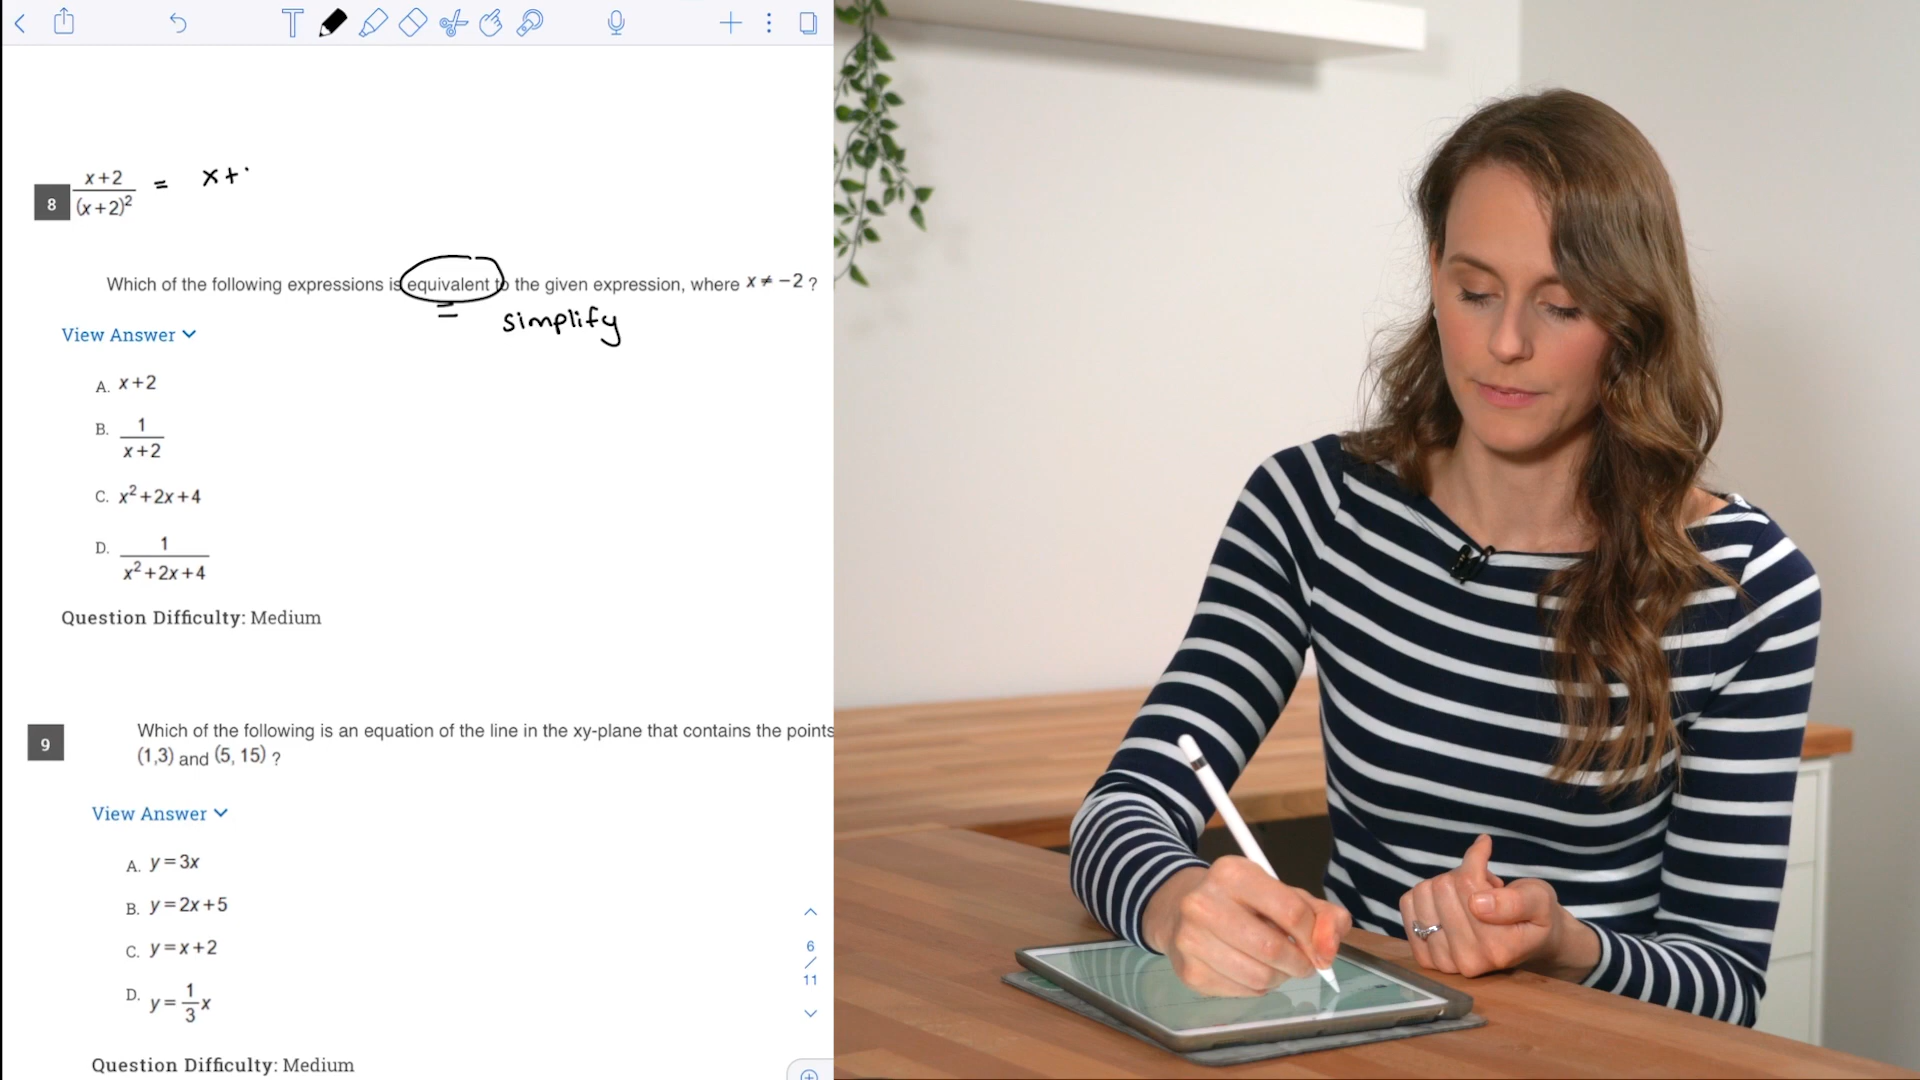 8
x+2 / (x+2)² = x+
Which of the following expressions is equivalent to the given expression, where x ≠ −2 ?
=
simplify
View Answer
A. x+2
B. 1 / x+2
C. x²+2x+4
D. 1 / x²+2x+4
Question Difficulty: Medium
9
Which of the following is an equation of the line in the xy-plane that contains the points
(1,3) and (5, 15) ?
View Answer
A. y=3x
B. y=2x+5
C. y=x+2
D. y=1/3x
Question Difficulty: Medium
6
/
11